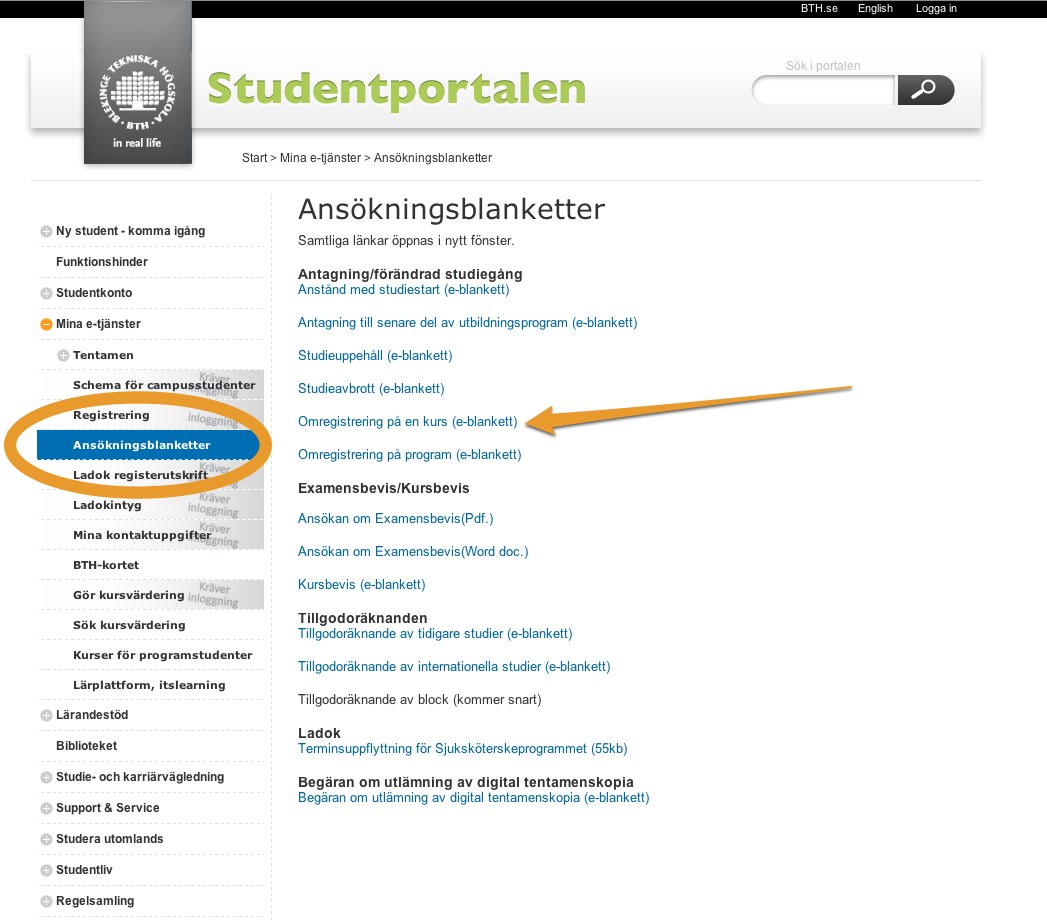 BTH.se English Logga in
BLEKINGE TEKNISKA HÖGSKOLA
· BTH ·
in real life
Studentportalen
Sök i portalen
Start > Mina e-tjänster > Ansökningsblanketter
Ny student - komma igång
Funktionshinder
Studentkonto
Mina e-tjänster
Tentamen
Schema för campusstudenter Kräver inloggning
Registrering inloggning
Ansökningsblanketter
Ladok registerutskrift Kräver
Ladokintyg Kräver inloggning
Mina kontaktuppgifter Kräver inloggning
BTH-kortet
Gör kursvärdering Kräver inloggning
Sök kursvärdering
Kurser för programstudenter
Lärplattform, itslearning
Lärandestöd
Biblioteket
Studie- och karriärvägledning
Support & Service
Studera utomlands
Studentliv
Regelsamling
Ansökningsblanketter
Samtliga länkar öppnas i nytt fönster.
Antagning/förändrad studiegång
Anstånd med studiestart (e-blankett)
Antagning till senare del av utbildningsprogram (e-blankett)
Studieuppehåll (e-blankett)
Studieavbrott (e-blankett)
Omregistrering på en kurs (e-blankett)
Omregistrering på program (e-blankett)
Examensbevis/Kursbevis
Ansökan om Examensbevis(Pdf.)
Ansökan om Examensbevis(Word doc.)
Kursbevis (e-blankett)
Tillgodoräknanden
Tillgodoräknande av tidigare studier (e-blankett)
Tillgodoräknande av internationella studier (e-blankett)
Tillgodoräknande av block (kommer snart)
Ladok
Terminsuppflyttning för Sjuksköterskeprogrammet (55kb)
Begäran om utlämning av digital tentamenskopia
Begäran om utlämning av digital tentamenskopia (e-blankett)